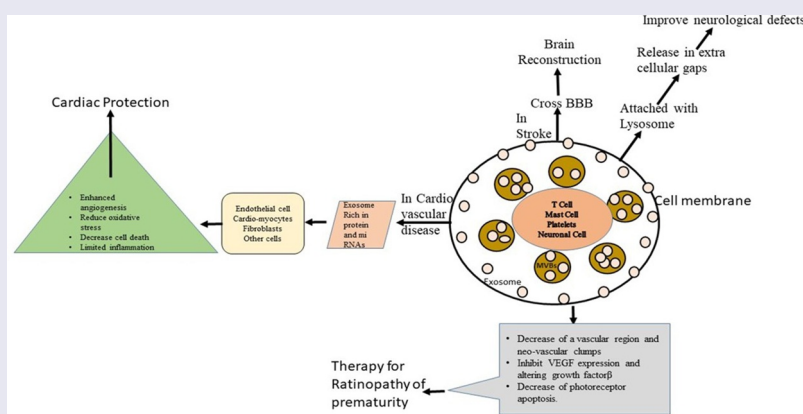 Improve neurological defects
Brain
Reconstruction
Release in extra
cellular gaps
Cardiac Protection
Cross BBB
Attached with
Lysosome
In
Stroke
• Enhanced
angiogenesis
• Reduce oxidative
stress
• Decrease cell death
• Limited inflammation
Endothelial cell
Cardio-myocytes
Fibroblasts
Other cells
Exosome
Rich in
protein
and mi
RNAs
In Cardio
vascular
disease
T Cell
Mast Cell
Platelets
Neuronal Cell
Cell membrane
MVBs
Exosome
• Decrease of a vascular region and
neo-vascular clumps
• Inhibit VEGF expression and
altering growth factorβ
• Decrease of photoreceptor
apoptosis.
Therapy for
Ratinopathy of
prematurity